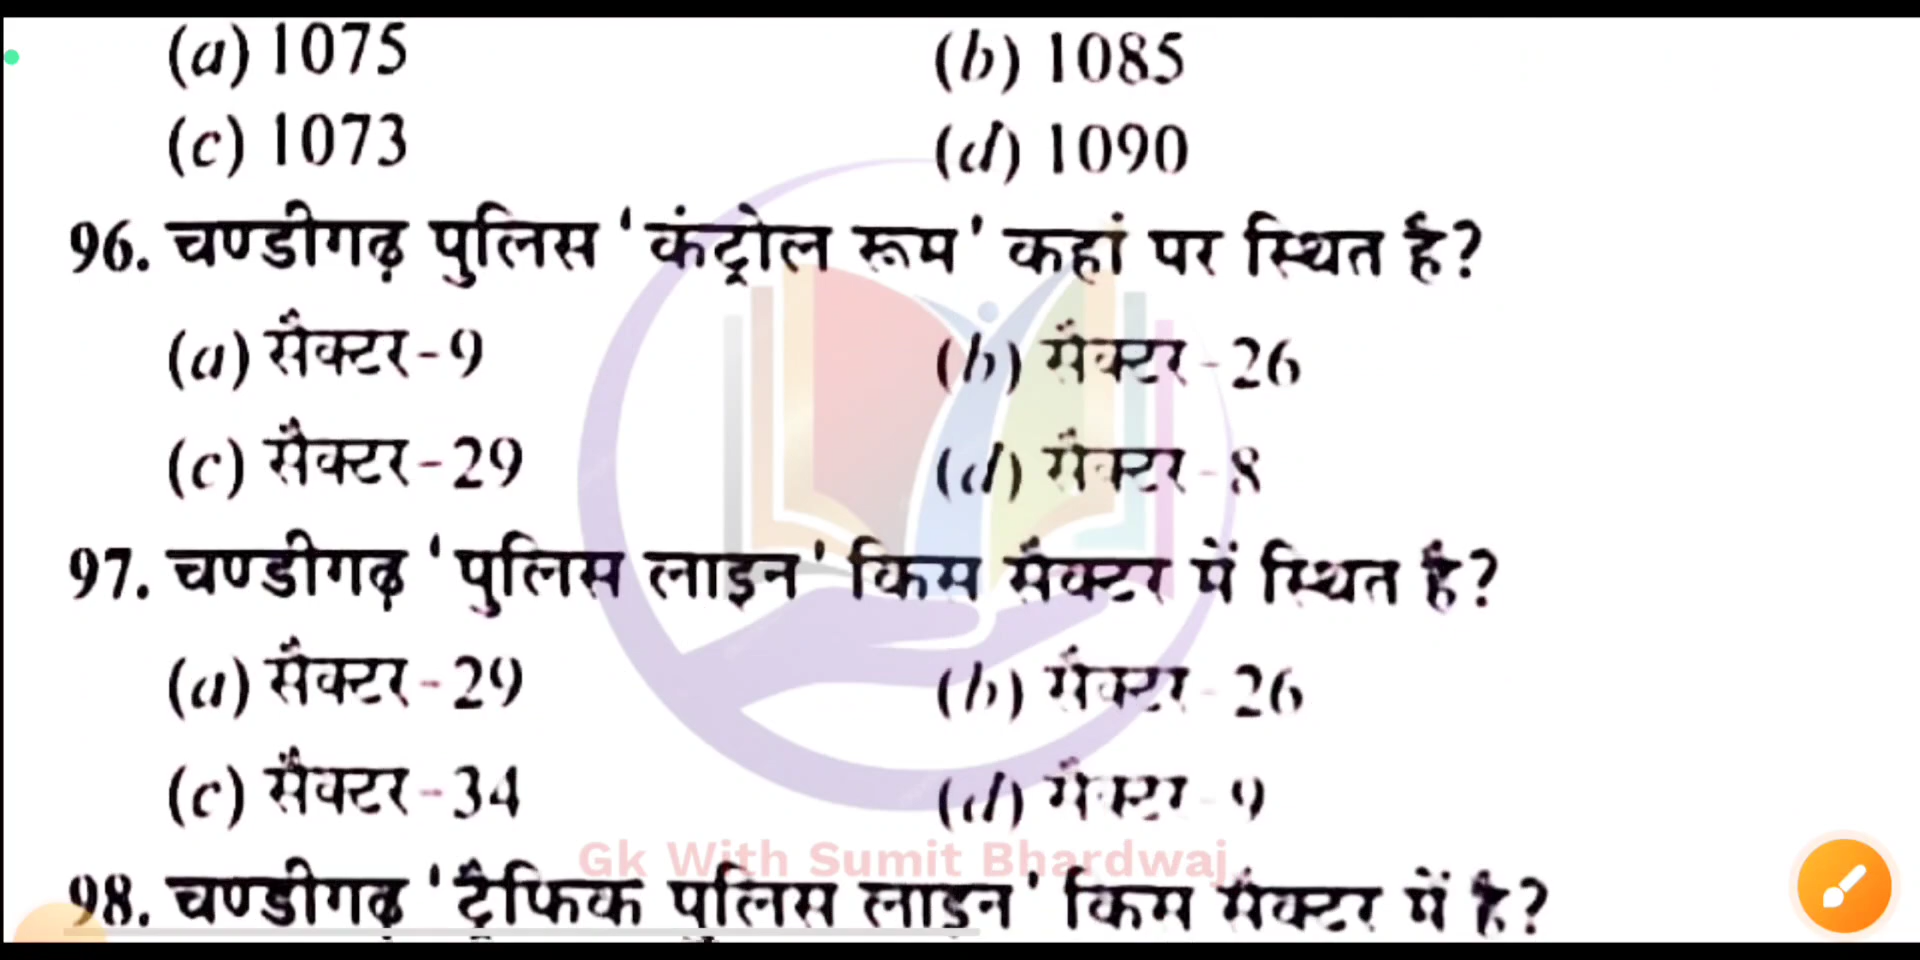 (a) 1075 (b) 1085
(c) 1073 (d) 1090
96. चण्डीगढ़ पुलिस 'कंट्रोल रूम' कहां पर स्थित है?
(a) सैक्टर-9 (b) सैक्टर-26
(c) सैक्टर-29 (d) सैक्टर-8
97. चण्डीगढ़ 'पुलिस लाइन' किस सैक्टर में स्थित है?
(a) सैक्टर-29 (b) सैक्टर-26
(c) सैक्टर-34 (d) सैक्टर-9
Gk With Sumit Bhardwaj
98. चण्डीगढ़ 'ट्रैफिक पुलिस लाइन' किस सैक्टर में है?